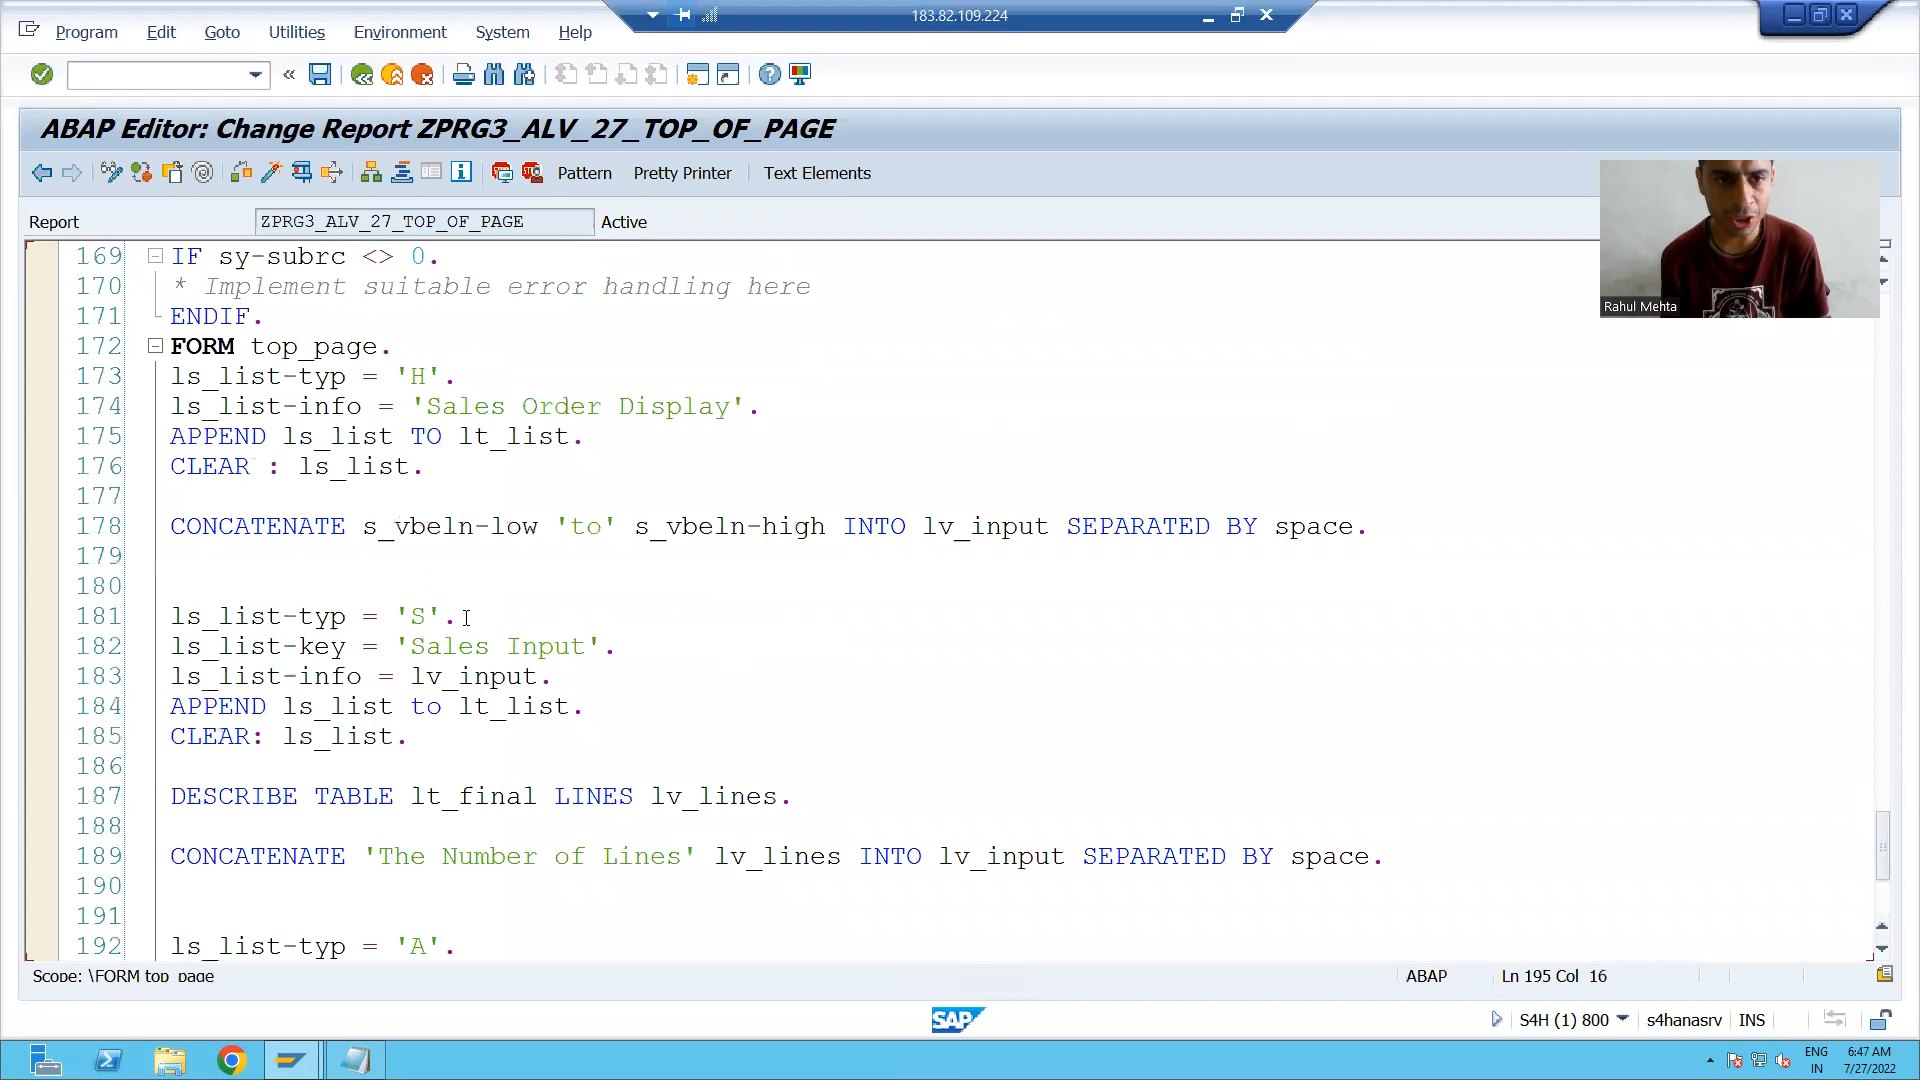 183.82.109.224
Program Edit Goto Utilities Environment System Help
ABAP Editor: Change Report ZPRG3_ALV_27_TOP_OF_PAGE
Pattern Pretty Printer Text Elements
Report ZPRG3_ALV_27_TOP_OF_PAGE Active
Rahul Mehta
169 IF sy-subrc <> 0.
170 * Implement suitable error handling here
171 ENDIF.
172 FORM top_page.
173 ls_list-typ = 'H'.
174 ls_list-info = 'Sales Order Display'.
175 APPEND ls_list TO lt_list.
176 CLEAR : ls_list.
177
178 CONCATENATE s_vbeln-low 'to' s_vbeln-high INTO lv_input SEPARATED BY space.
179
180
181 ls_list-typ = 'S'.
182 ls_list-key = 'Sales Input'.
183 ls_list-info = lv_input.
184 APPEND ls_list to lt_list.
185 CLEAR: ls_list.
186
187 DESCRIBE TABLE lt_final LINES lv_lines.
188
189 CONCATENATE 'The Number of Lines' lv_lines INTO lv_input SEPARATED BY space.
190
191
192 ls_list-typ = 'A'.
Scope: \FORM top_page ABAP Ln 195 Col 16
SAP S4H (1) 800 s4hanasrv INS
ENG 6:47 AM
IN 7/27/2022